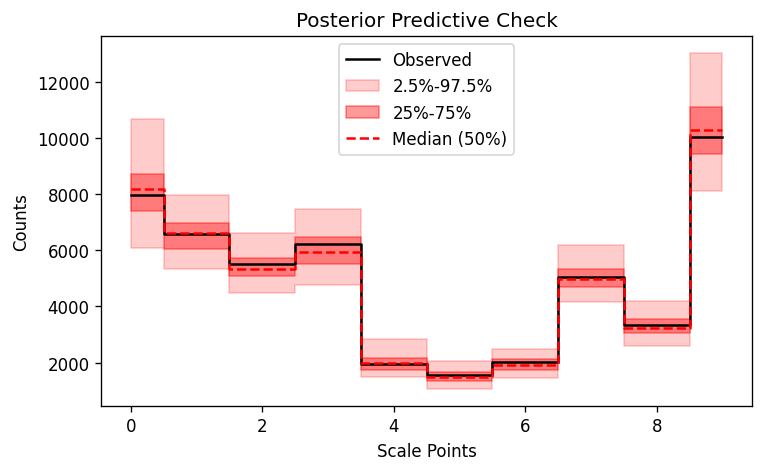 Posterior Predictive Check
Observed
2.5%-97.5%
25%-75%
Median (50%)
Counts
12000
10000
8000
6000
4000
2000
0
2
4
6
8
Scale Points